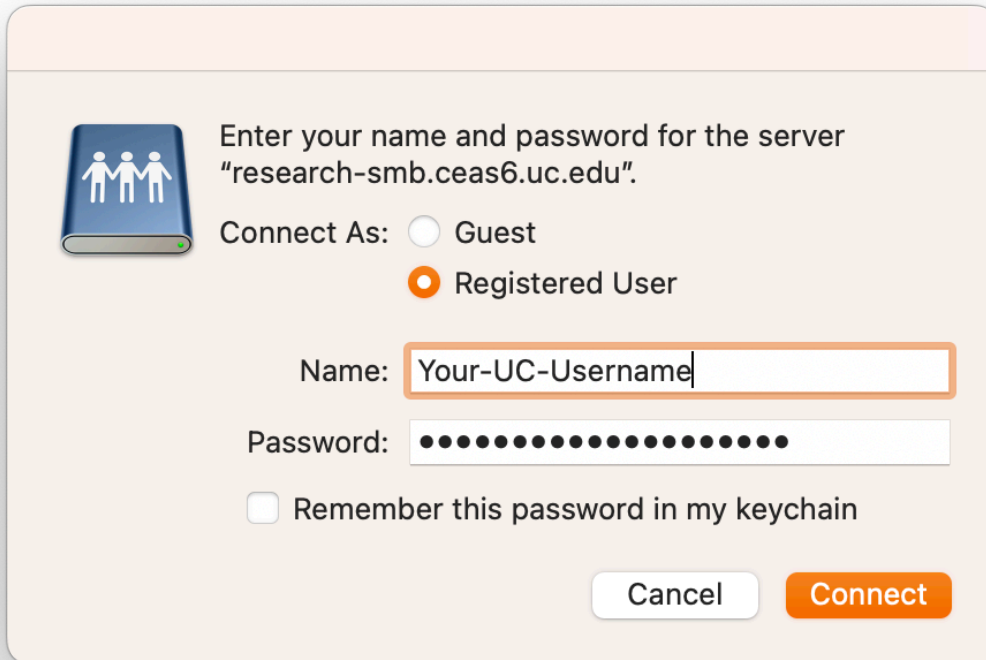 Enter your name and password for the server
“research-smb.ceas6.uc.edu”.
Connect As: Guest
Registered User
Name: Your-UC-Username
Password: ••••••••••••••••••••
Remember this password in my keychain
Cancel Connect